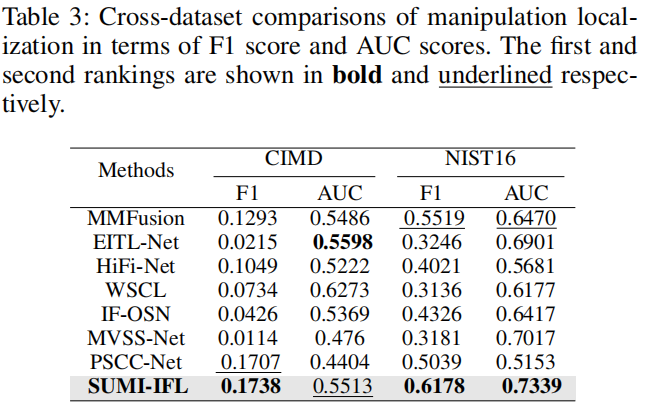 Table 3: Cross-dataset comparisons of manipulation local-
ization in terms of F1 score and AUC scores. The first and
second rankings are shown in bold and underlined respec-
tively.
Methods CIMD NIST16
F1 AUC F1 AUC
MMFusion 0.1293 0.5486 0.5519 0.6470
EITL-Net 0.0215 0.5598 0.3246 0.6901
HiFi-Net 0.1049 0.5222 0.4021 0.5681
WSCL 0.0734 0.6273 0.3136 0.6177
IF-OSN 0.0426 0.5369 0.4326 0.6417
MVSS-Net 0.0114 0.476 0.3181 0.7017
PSCC-Net 0.1707 0.4404 0.5039 0.5153
SUMI-IFL 0.1738 0.5513 0.6178 0.7339